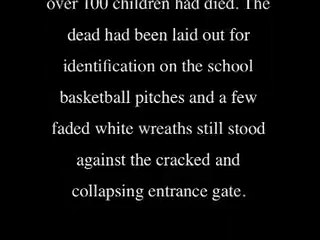 over 100 children had died. The
dead had been laid out for
identification on the school
basketball pitches and a few
faded white wreaths still stood
against the cracked and
collapsing entrance gate.